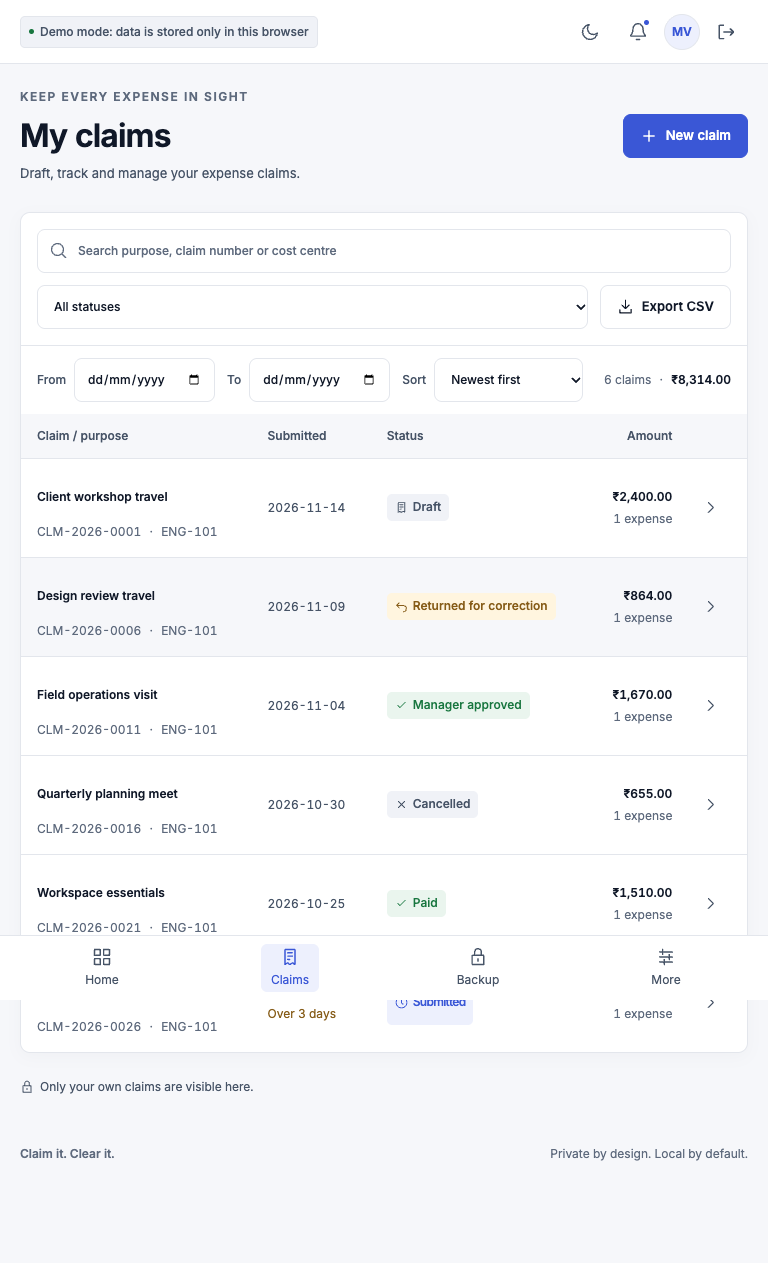 Demo mode: data is stored only in this browser
MV
KEEP EVERY EXPENSE IN SIGHT
My claims
New claim
Draft, track and manage your expense claims.
Search purpose, claim number or cost centre
All statuses
Export CSV
From dd/mm/yyyy To dd/mm/yyyy Sort Newest first 6 claims · ₹8,314.00
Claim / purpose Submitted Status Amount
Client workshop travel
CLM-2026-0001 · ENG-101
2026-11-14
Draft
₹2,400.00
1 expense
Design review travel
CLM-2026-0006 · ENG-101
2026-11-09
Returned for correction
₹864.00
1 expense
Field operations visit
CLM-2026-0011 · ENG-101
2026-11-04
Manager approved
₹1,670.00
1 expense
Quarterly planning meet
CLM-2026-0016 · ENG-101
2026-10-30
Cancelled
₹655.00
1 expense
Workspace essentials
CLM-2026-0021 · ENG-101
2026-10-25
Paid
₹1,510.00
1 expense
Home
Claims
Backup
More
CLM-2026-0026 · ENG-101
Over 3 days
Submitted
1 expense
Only your own claims are visible here.
Claim it. Clear it.
Private by design. Local by default.